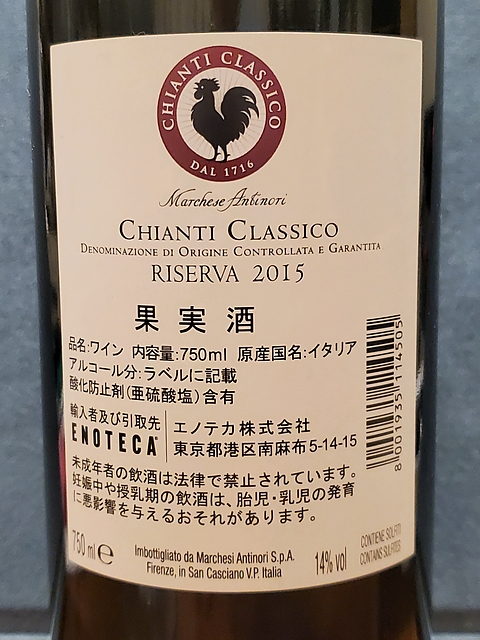 CHIANTI CLASSICO
DAL 1716
Marchese Antinori
CHIANTI CLASSICO
DENOMINAZIONE DI ORIGINE CONTROLLATA E GARANTITA
RISERVA 2015
果実酒
品名:ワイン 内容量:750ml 原産国名:イタリア
アルコール分:ラベルに記載
酸化防止剤(亜硫酸塩)含有
輸入者及び引取先
ENOTECA
エノテカ株式会社
東京都港区南麻布5-14-15
8 001935 114505
未成年者の飲酒は法律で禁止されています。
妊娠中や授乳期の飲酒は、胎児・乳児の発育
に悪影響を与えるおそれがあります。
750 ml e
Imbottigliato da Marchesi Antinori S.p.A.
Firenze, in San Casciano V.P. Italia
14% vol
CONTIENE SOLFITI
CONTAINS SULFITES